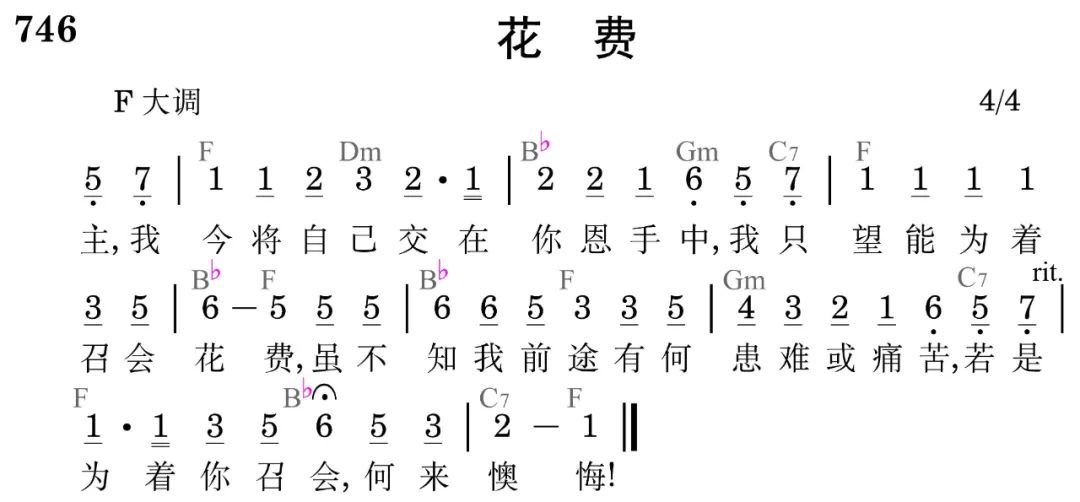 746
花 费
F 大调 4/4
F Dm B♭ Gm C7 F
5 7 | 1 1 2 3 2 · 1 | 2 2 1 6 5 7 | 1 1 1 1
主,我 今 将 自 己 交 在 你 恩 手 中,我 只 望 能 为 着
B♭ F B♭ F Gm C7 rit.
3 5 | 6 – 5 5 5 | 6 6 5 3 3 5 | 4 3 2 1 6 5 7 |
召 会 花 费,虽 不 知 我 前 途 有 何 患 难 或 痛 苦,若 是
F B♭ C7 F
1 · 1 3 5 6 5 3 | 2 – 1 ‖
为 着 你 召 会,何 来 懊 悔!